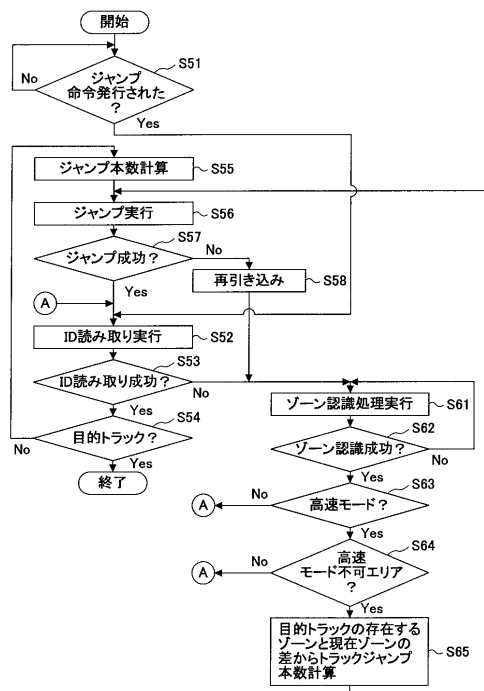 開始
S51
No
ジャンプ
命令発行された
?
Yes
ジャンプ本数計算
S55
ジャンプ実行
S56
S57
ジャンプ成功?
No
再引き込み
S58
Yes
A
ID読み取り実行
S52
S53
ID読み取り成功?
No
Yes
S54
目的トラック?
No
Yes
終了
ゾーン認識処理実行
S61
S62
ゾーン認識成功?
No
Yes
S63
高速モード?
No
A
Yes
S64
高速
モード不可エリア
?
No
A
Yes
目的トラックの存在する
ゾーンと現在ゾーンの
差からトラックジャンプ
本数計算
S65